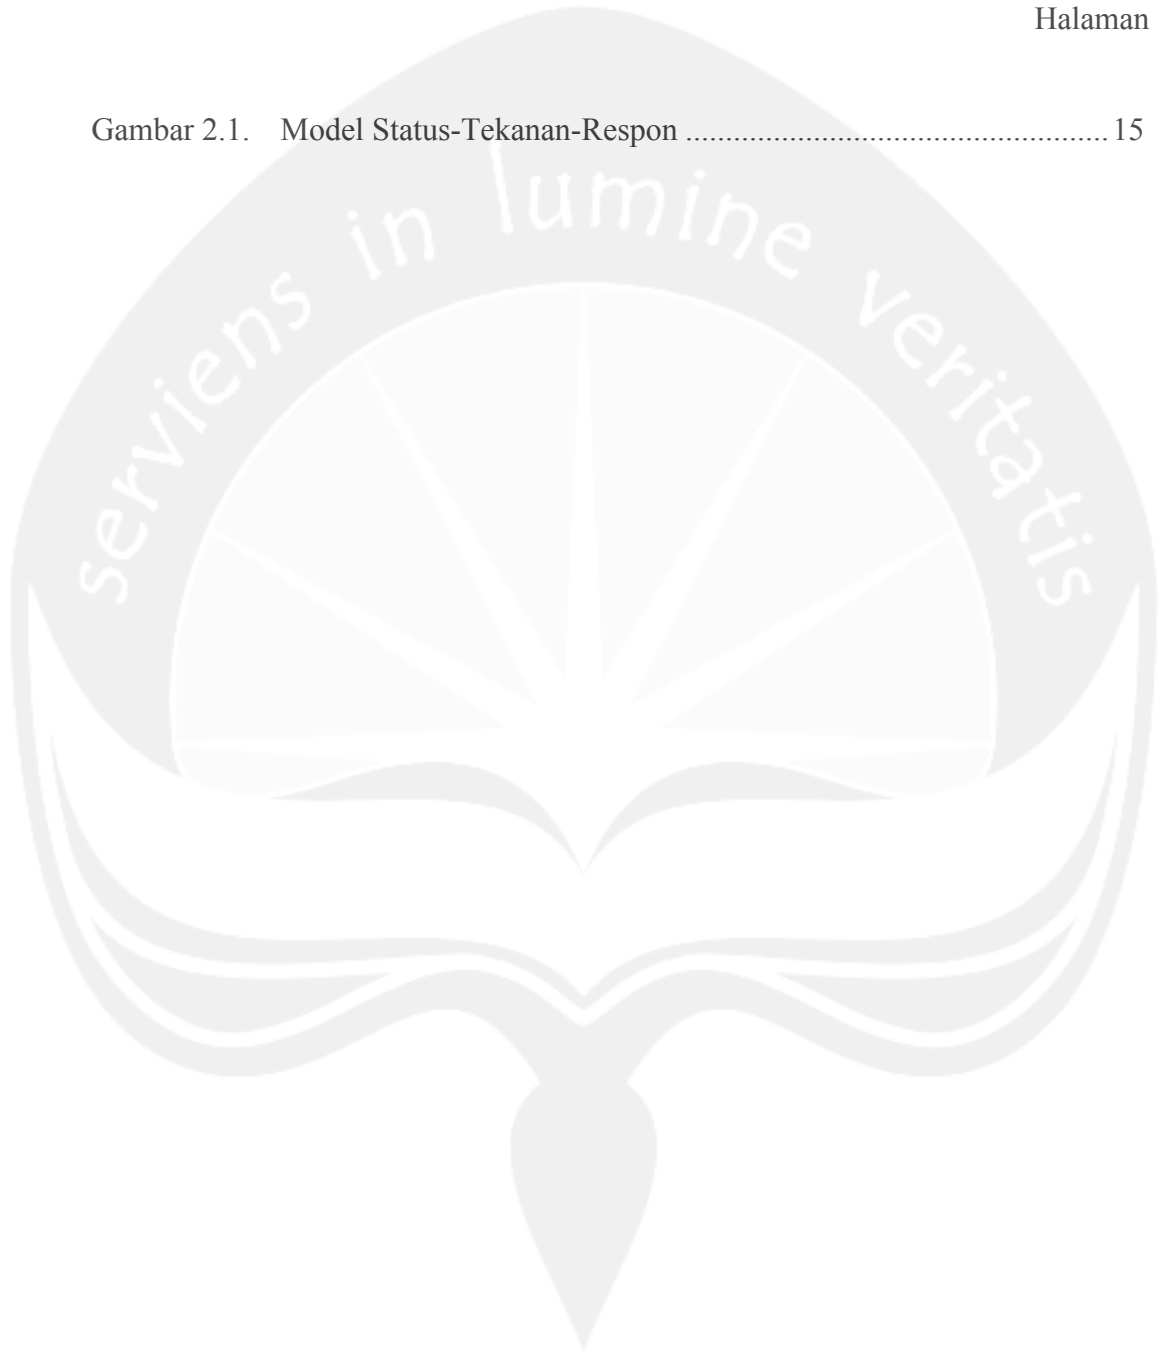 Halaman
Gambar 2.1. Model Status-Tekanan-Respon ..................................................... 15
serviens in lumine veritatis